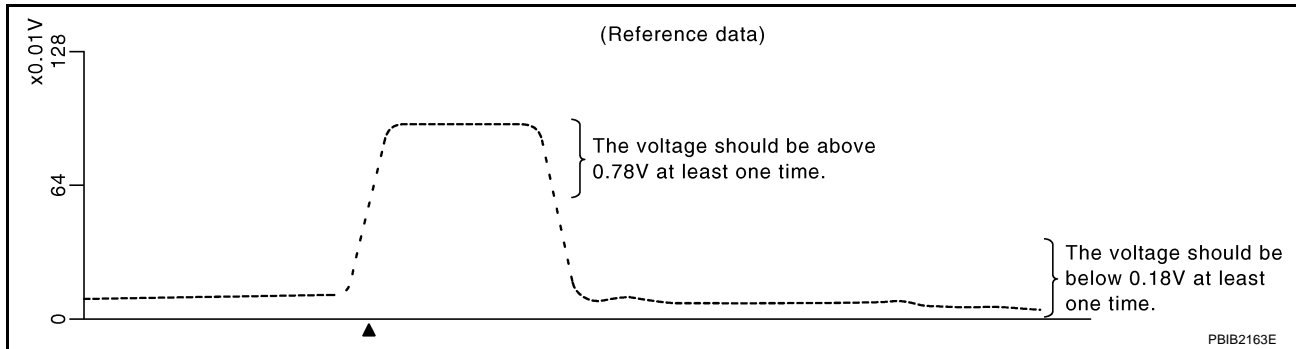 (Reference data)
x0.01V
128
64
0
The voltage should be above
0.78V at least one time.
The voltage should be
below 0.18V at least
one time.
PBIB2163E